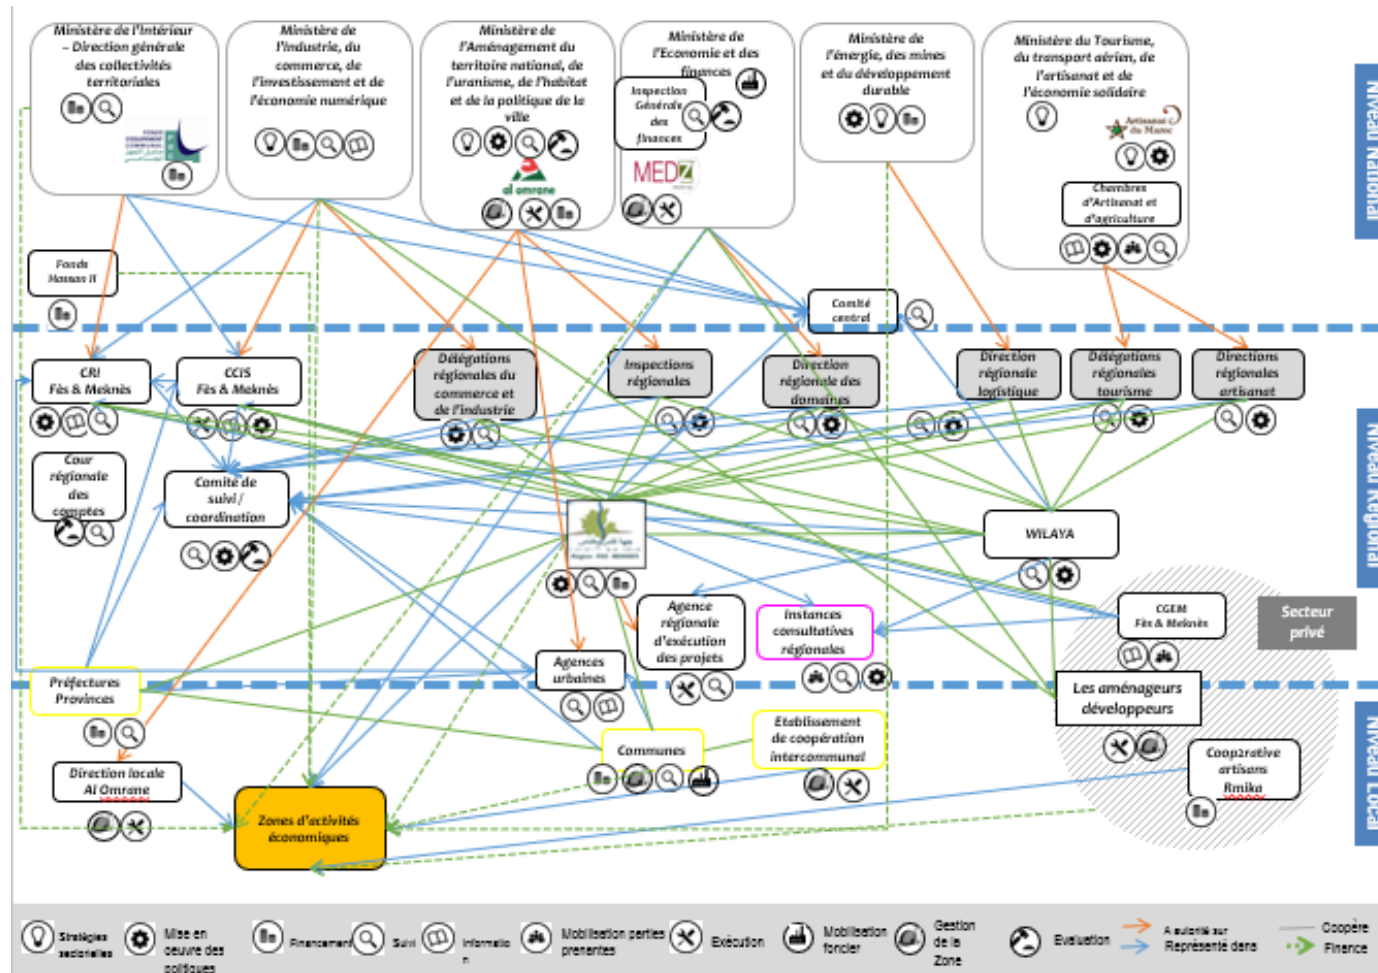 Ministère de l'Intérieur
– Direction générale
des collectivités
territoriales
Ministère de
l'Industrie, du
commerce, de
l'investissement et de
l'économie numérique
Ministère de
l'Aménagement du
territoire national, de
l'uranisme, de l'habitat
et de la politique de la
ville
al omrane
Ministère de
l'Economie et des
finances
Inspection
Générale
des
finances
MEDZ
Ministère de
l'énergie, des mines
et du développement
durable
Ministère du Tourisme,
du transport aérien, de
l'artisanat et de
l'économie solidaire
Artisanat
du Maroc
Chambres
d'Artisanat et
d'agriculture
Niveau National
Fonds
Hassan II
Comité
central
CRI
Fès & Meknès
CCIS
Fès & Meknès
Délégations
régionales du
commerce et
de l'industrie
Inspections
régionales
Direction
régionale des
domaines
Direction
régionale
logistique
Délégations
régionales
tourisme
Directions
régionales
artisanat
Niveau Régional
Cour
régionale
des
comptes
Comité de
suivi /
coordination
WILAYA
Agence
régionale
d'exécution
des projets
Instances
consultatives
régionales
CGEM
Fès & Meknès
Secteur
privé
Agences
urbaines
Préfectures
Provinces
Les aménageurs
développeurs
Communes
Etablissement
de coopération
intercommunal
Direction locale
Al Omrane
Coop2rative
artisans
Rmika
Zones d'activités
économiques
Niveau Local
Stratégies
sectorielles
Mise en
oeuvre des
politiques
Financement
Suivi
Informatio
n
Mobilisation parties
prenentes
Exécution
Mobilisation
foncier
Gestion
de la
Zone
Evaluation
A autorité sur
Représenté dans
Coopère
Finance